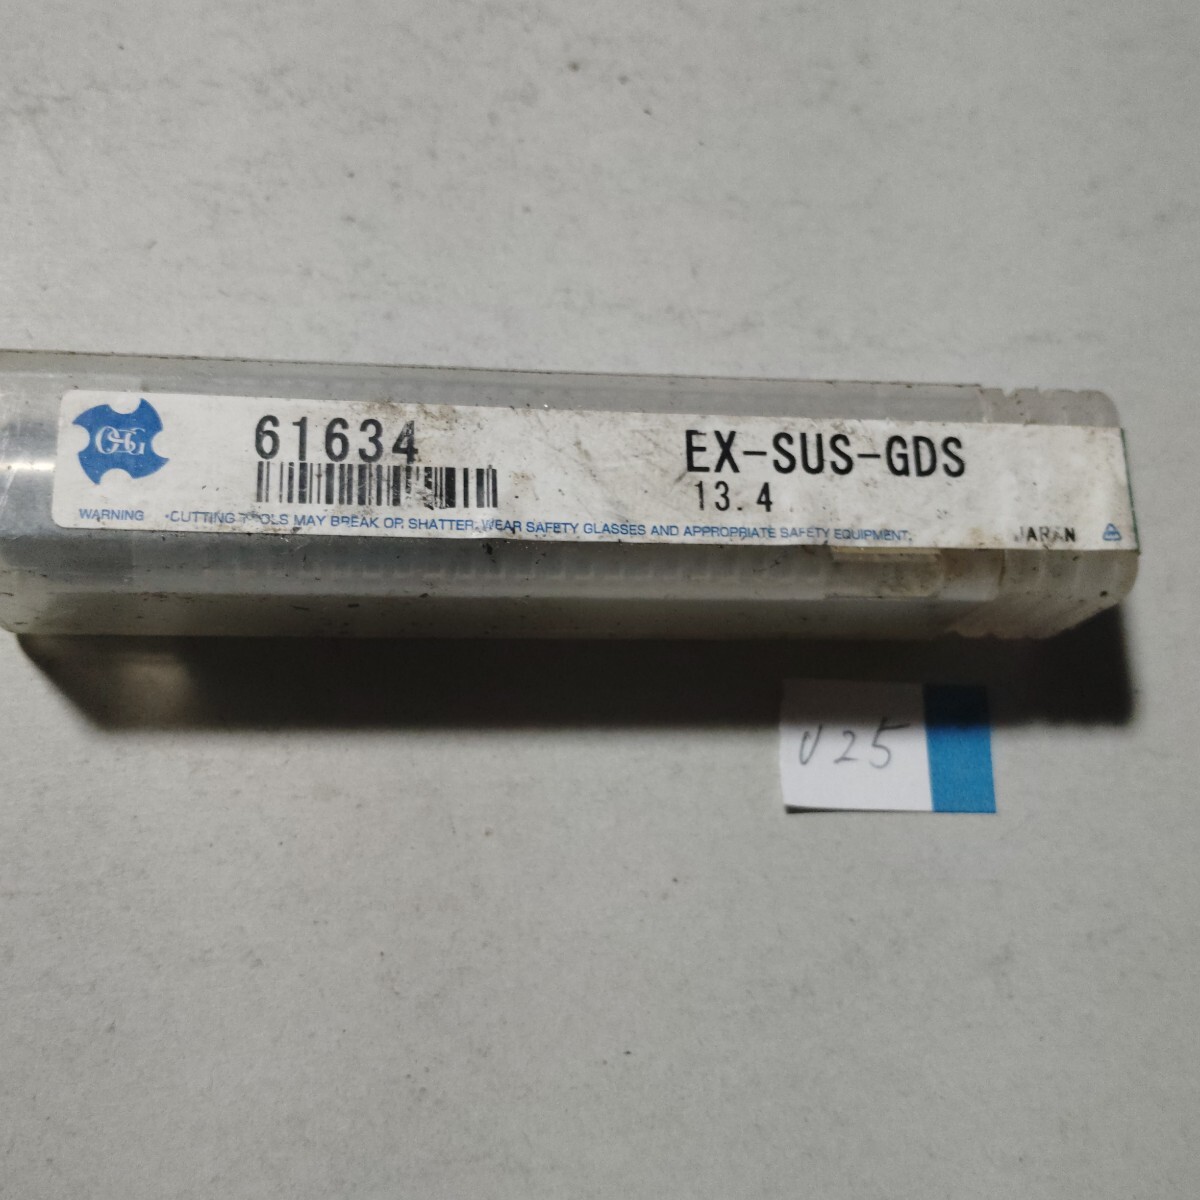 OSG
61634
EX-SUS-GDS
13.4
WARNING •CUTTING TOOLS MAY BREAK OR SHATTER. WEAR SAFETY GLASSES AND APPROPRIATE SAFETY EQUIPMENT.
JAPAN
U25